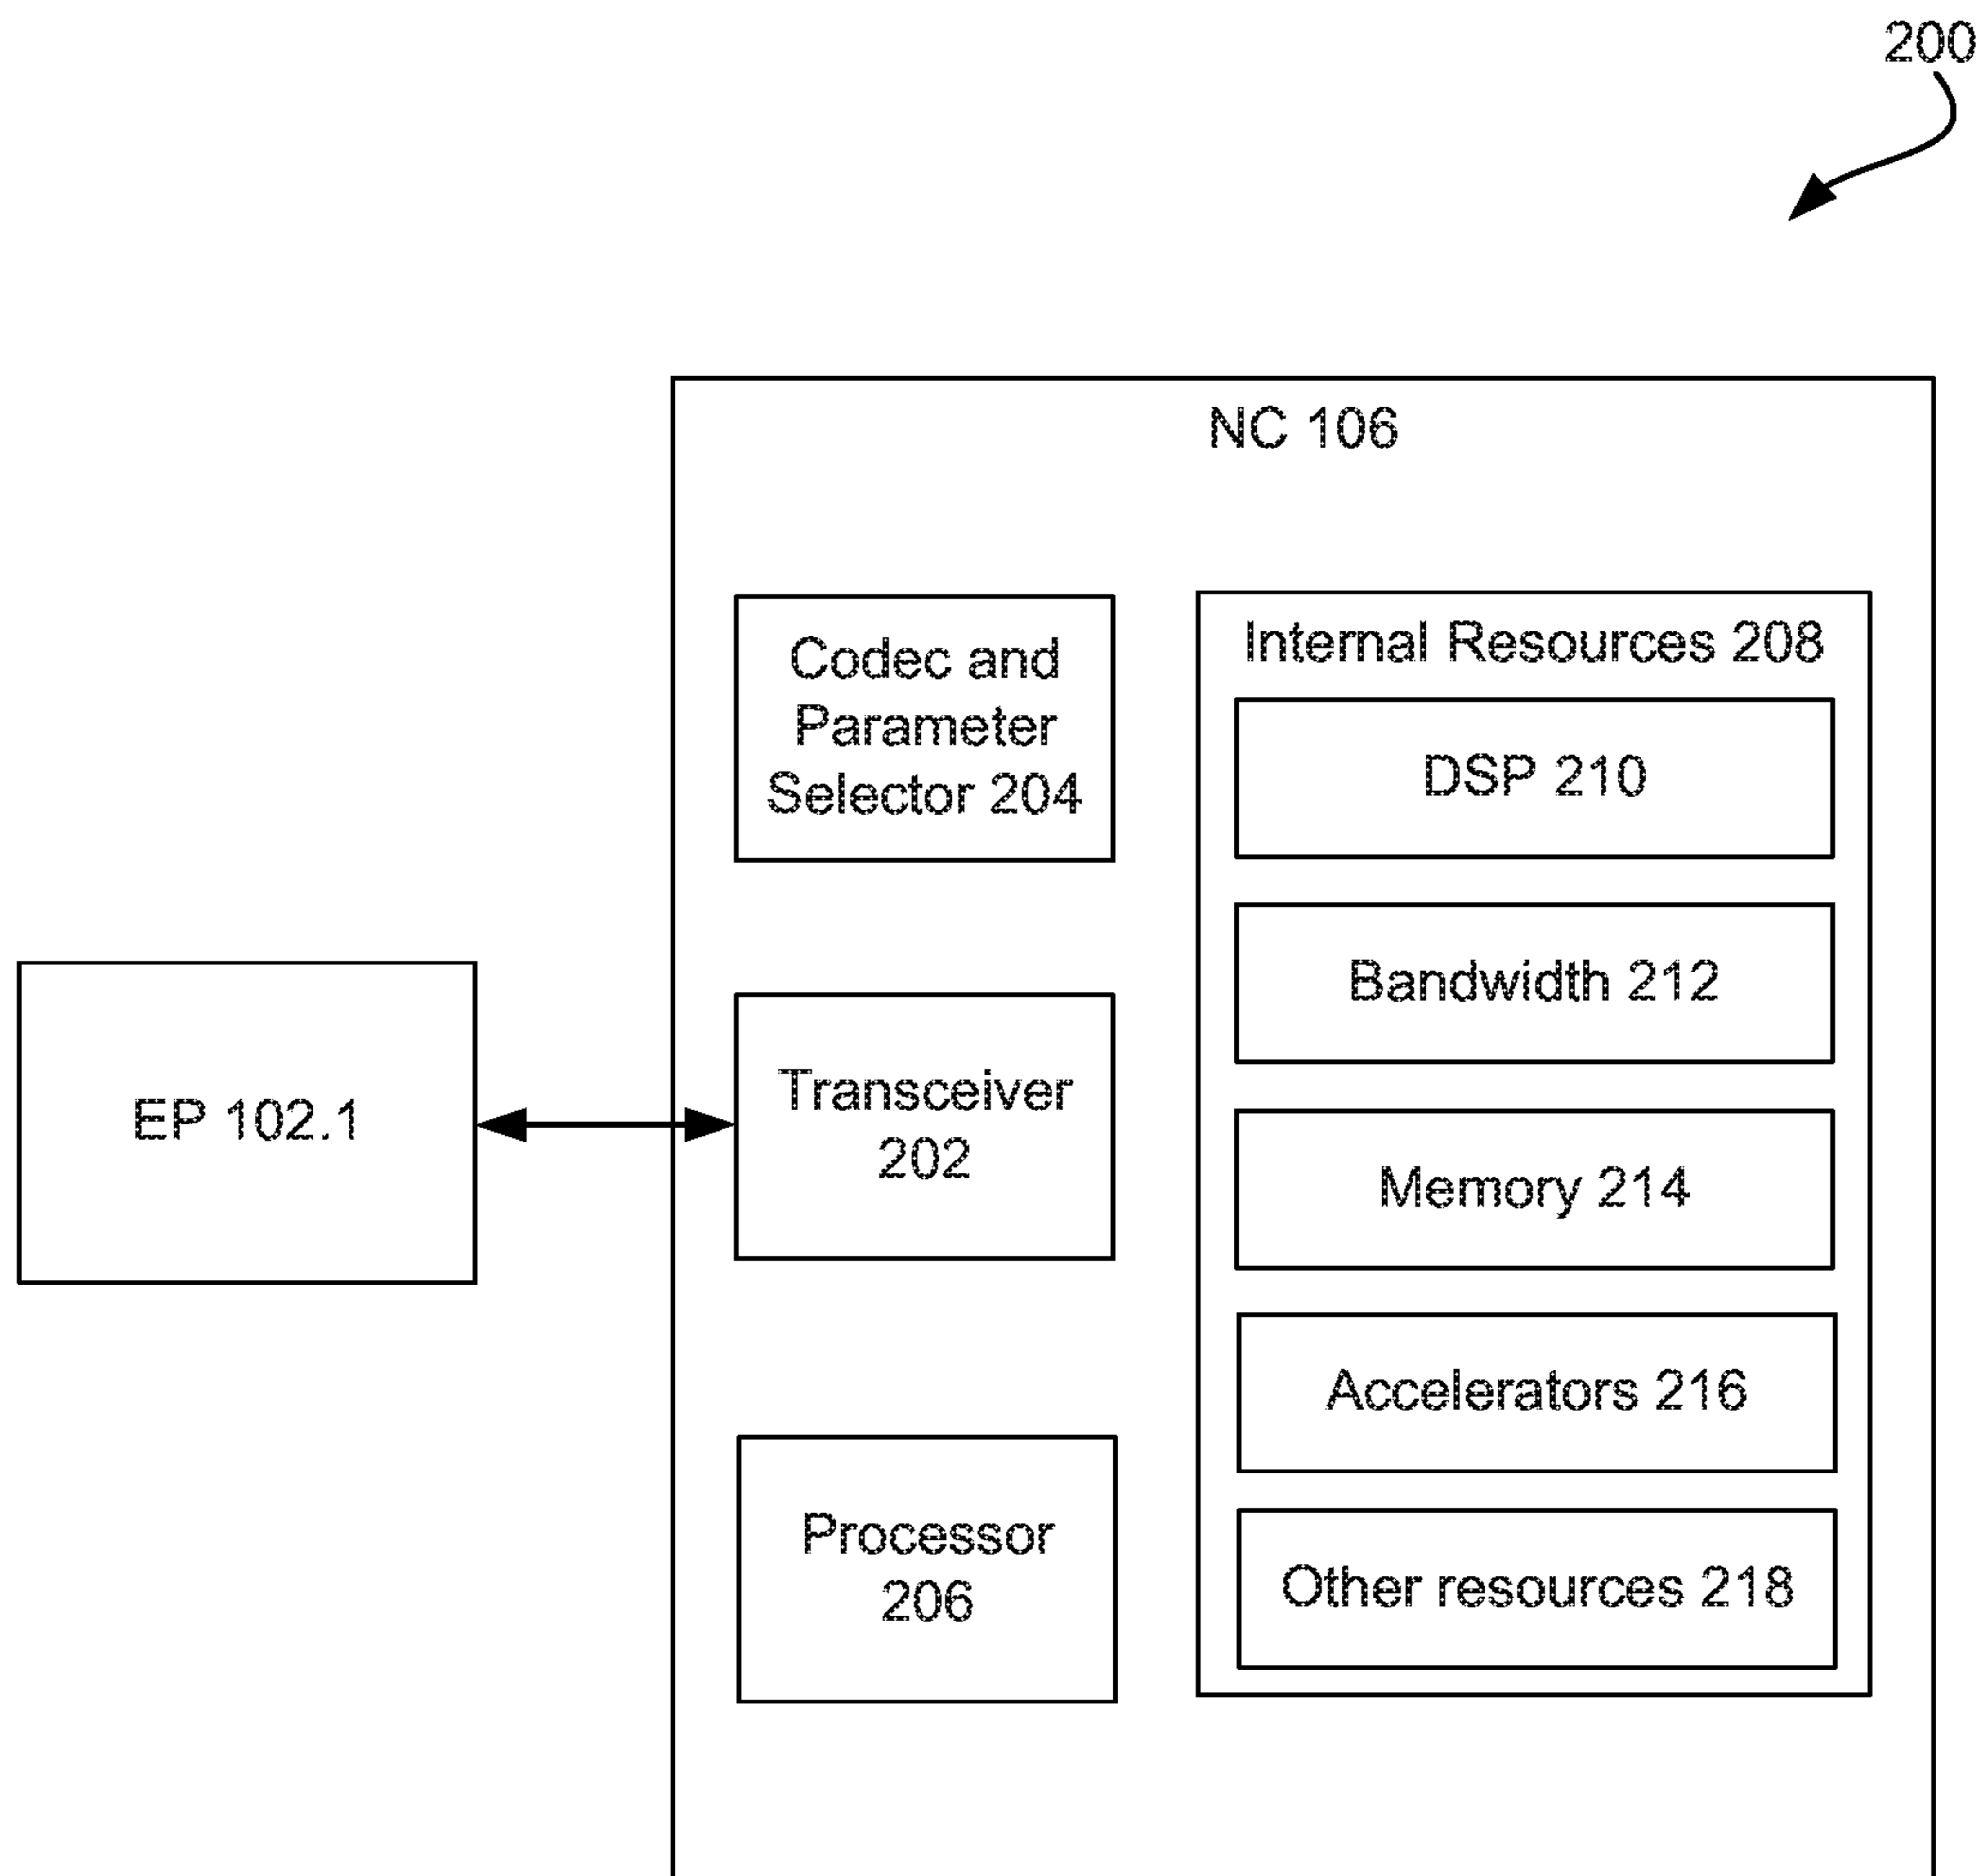 200
NC 106
Codec and
Parameter
Selector 204
Internal Resources 208
DSP 210
Bandwidth 212
EP 102.1
Transceiver
202
Memory 214
Accelerators 216
Processor
206
Other resources 218